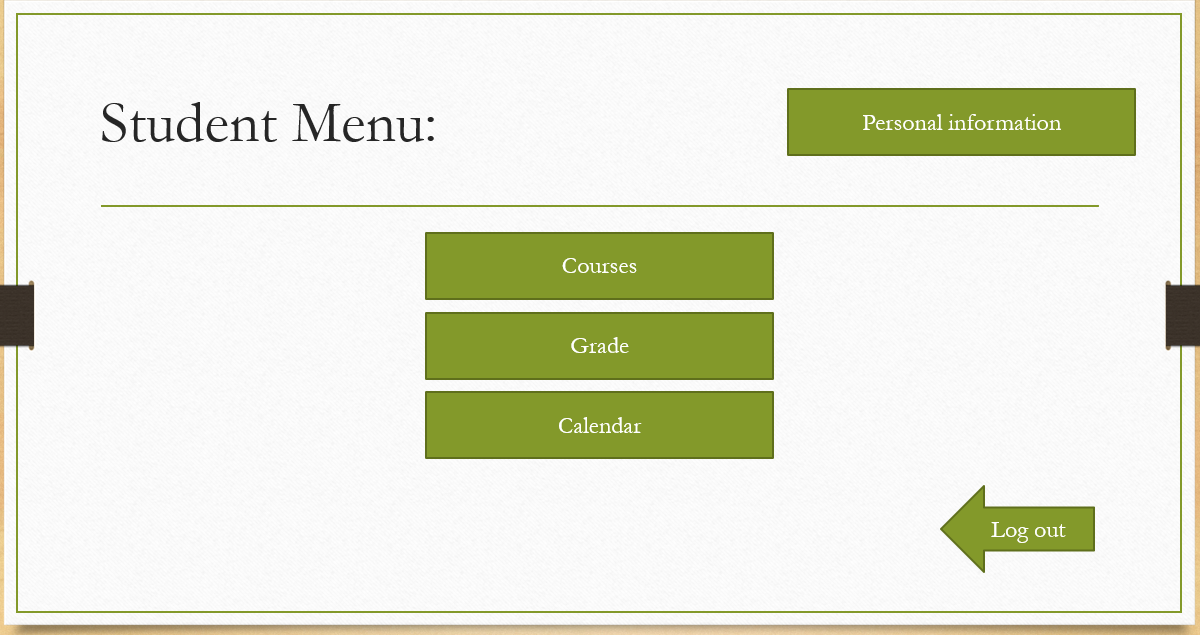 Student Menu:
Personal information
Courses
Grade
Calendar
Log out